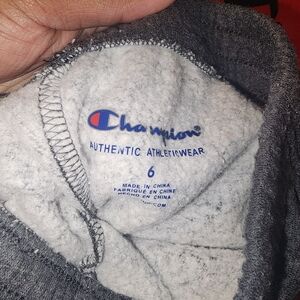 Champion
AUTHENTIC ATHLETICWEAR
6
MADE IN CHINA
FABRIQUÉ EN CHINE
HECHO EN CHINA